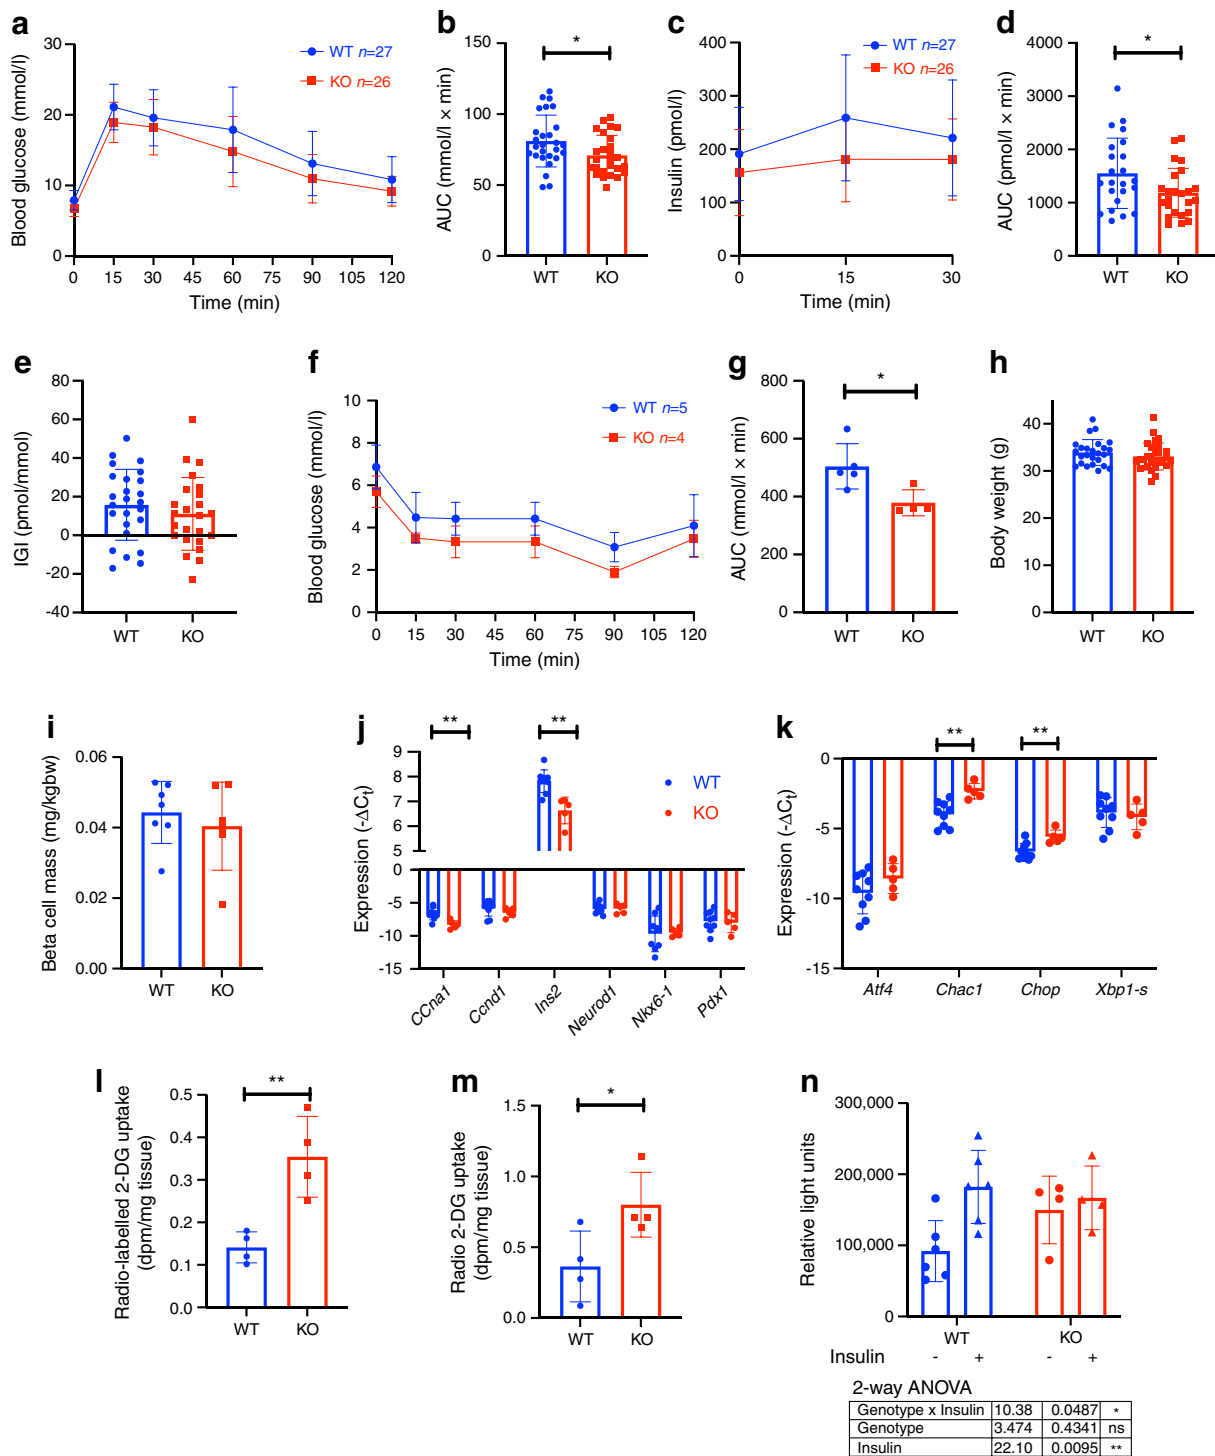 a
Blood glucose (mmol/l)
30
20
10
0
0 15 30 45 60 75 90 105 120
Time (min)
WT n=27
KO n=26
b
AUC (mmol/l × min)
150
100
50
0
*
WT KO
c
Insulin (pmol/l)
400
300
200
100
0
0 15 30
Time (min)
WT n=27
KO n=26
d
AUC (pmol/l × min)
4000
3000
2000
1000
0
*
WT KO
e
IGI (pmol/mmol)
80
60
40
20
0
-20
-40
WT KO
f
Blood glucose (mmol/l)
10
8
6
4
2
0
0 15 30 45 60 75 90 105 120
Time (min)
WT n=5
KO n=4
g
AUC (mmol/l × min)
800
600
400
200
0
*
WT KO
h
Body weight (g)
40
30
20
10
0
WT KO
i
Beta cell mass (mg/kgbw)
0.06
0.04
0.02
0.00
WT KO
j
Expression (-ΔCt)
9
8
7
6
5
0
-5
-10
-15
** **
WT
KO
CCna1 Ccnd1 Ins2 Neurod1 Nkx6-1 Pdx1
k
Expression (-ΔCt)
0
-5
-10
-15
** **
Atf4 Chac1 Chop Xbp1-s
l
Radio-labelled 2-DG uptake
(dpm/mg tissue)
0.5
0.4
0.3
0.2
0.1
0.0
**
WT KO
m
Radio 2-DG uptake
(dpm/mg tissue)
1.5
1.0
0.5
0.0
*
WT KO
n
Relative light units
300,000
200,000
100,000
0
WT KO
Insulin - + - +
2-way ANOVA
Genotype x Insulin 10.38 0.0487 *
Genotype 3.474 0.4341 ns
Insulin 22.10 0.0095 **